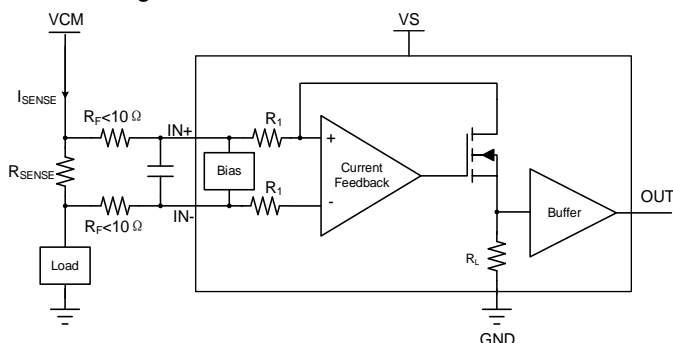 VCM
VS
ISENSE
RF<10 Ω
IN+
R1
RSENSE
Bias
+
Current
Feedback
-
R1
RF<10 Ω
IN-
Buffer
OUT
RL
Load
GND